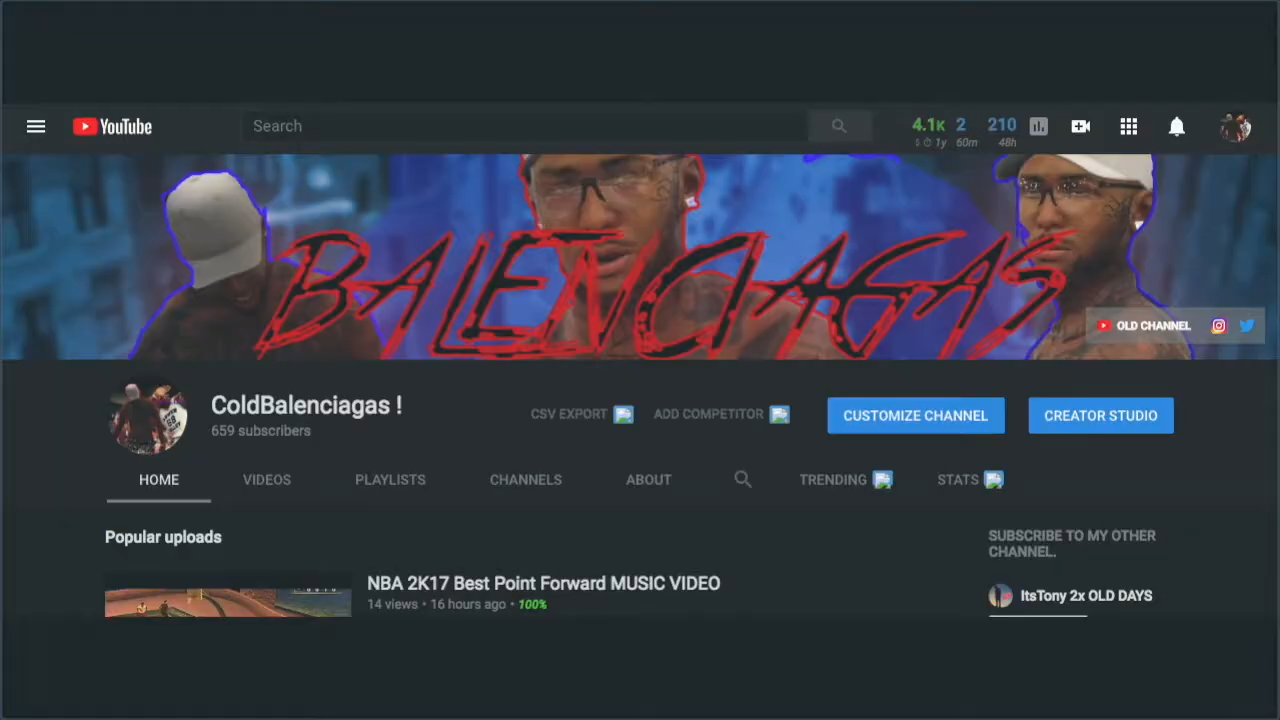 YouTube
Search
4.1K 2 210
$ 1y 60m 48h
BALENCIAGAS
OLD CHANNEL
ColdBalenciagas !
659 subscribers
CSV EXPORT
ADD COMPETITOR
CUSTOMIZE CHANNEL
CREATOR STUDIO
HOME VIDEOS PLAYLISTS CHANNELS ABOUT TRENDING STATS
Popular uploads
NBA 2K17 Best Point Forward MUSIC VIDEO
14 views • 16 hours ago • 100%
SUBSCRIBE TO MY OTHER
CHANNEL.
ItsTony 2x OLD DAYS